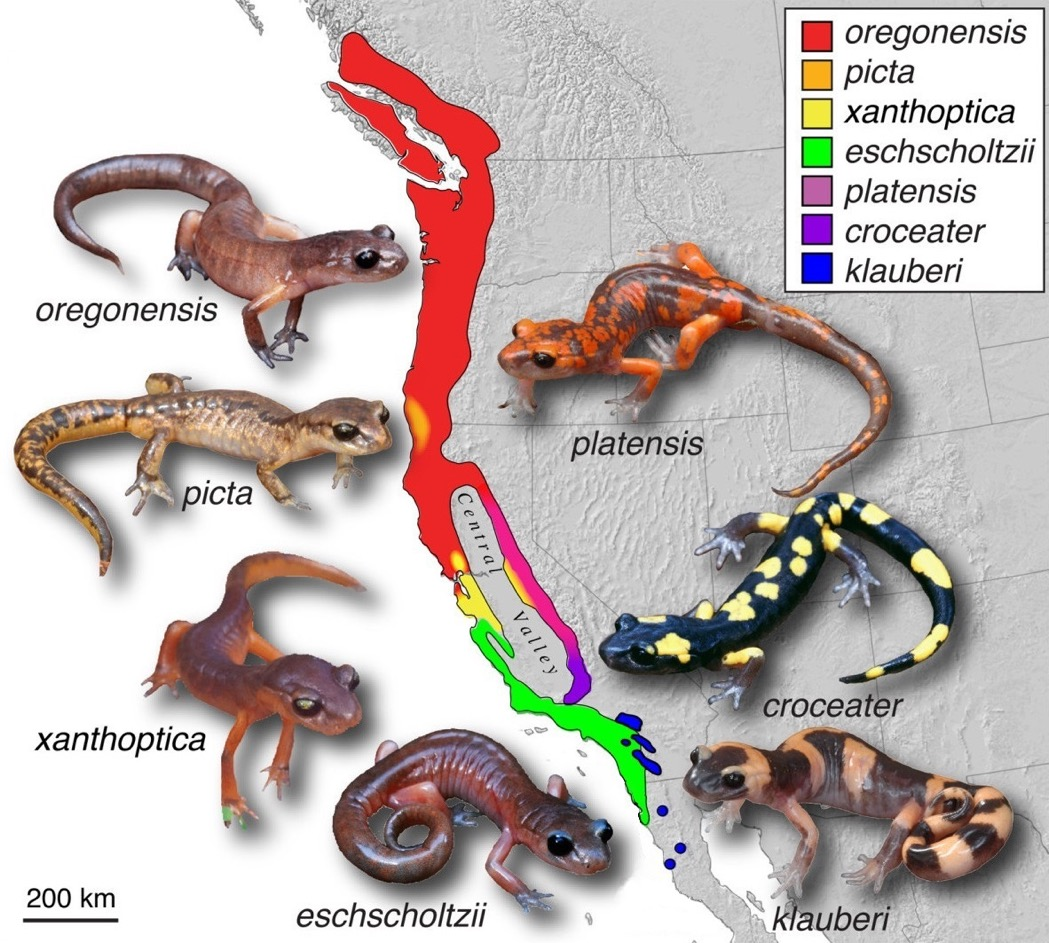 oregonensis
picta
xanthoptica
eschscholtzii
platensis
croceater
klauberi
oregonensis
platensis
picta
Central
Valley
xanthoptica
croceater
eschscholtzii
klauberi
200 km